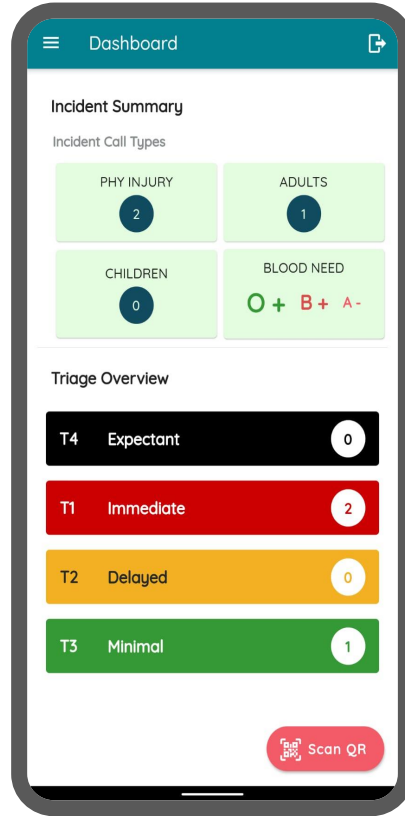 Dashboard
Incident Summary
Incident Call Types
PHY INJURY
2
ADULTS
1
CHILDREN
0
BLOOD NEED
O + B + A -
Triage Overview
T4 Expectant 0
T1 Immediate 2
T2 Delayed 0
T3 Minimal 1
Scan QR